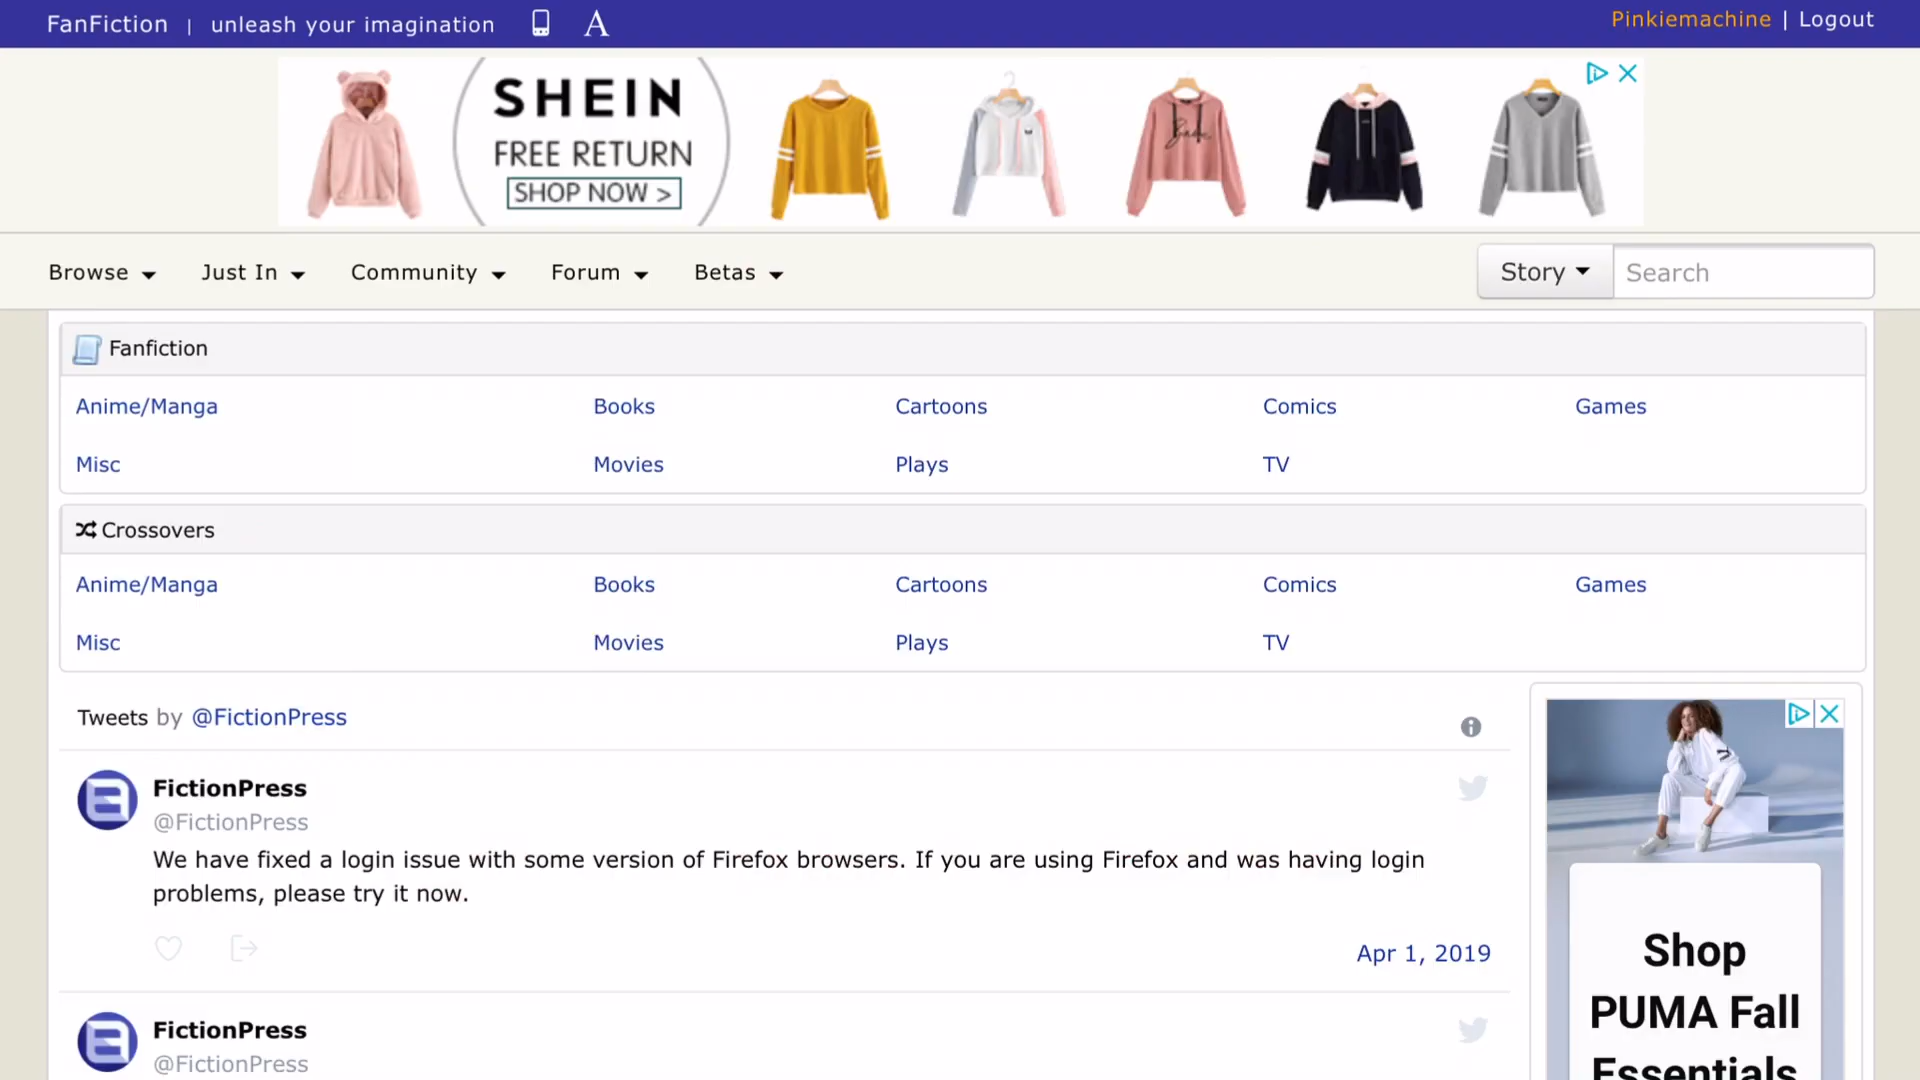 FanFiction | unleash your imagination A
Pinkiemachine | Logout
SHEIN
FREE RETURN
SHOP NOW >
Browse Just In Community Forum Betas
Story Search
Fanfiction
Anime/Manga Books Cartoons Comics Games
Misc Movies Plays TV
Crossovers
Anime/Manga Books Cartoons Comics Games
Misc Movies Plays TV
Tweets by @FictionPress
FictionPress
@FictionPress
We have fixed a login issue with some version of Firefox browsers. If you are using Firefox and was having login
problems, please try it now.
Apr 1, 2019
FictionPress
@FictionPress
Shop
PUMA Fall
Essentials